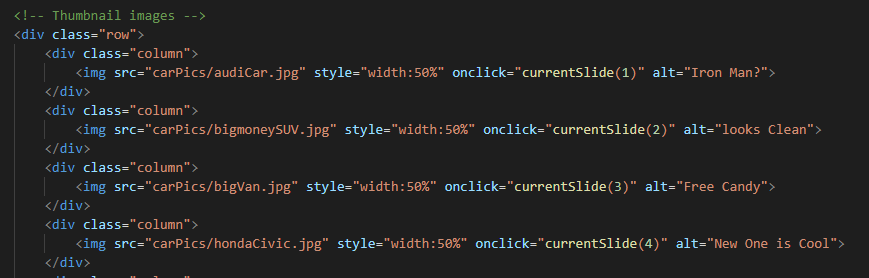 <!-- Thumbnail images -->
<div class="row">
    <div class="column">
        <img src="carPics/audiCar.jpg" style="width:50%" onclick="currentSlide(1)" alt="Iron Man?">
    </div>
    <div class="column">
        <img src="carPics/bigmoneySUV.jpg" style="width:50%" onclick="currentSlide(2)" alt="looks Clean">
    </div>
    <div class="column">
        <img src="carPics/bigVan.jpg" style="width:50%" onclick="currentSlide(3)" alt="Free Candy">
    </div>
    <div class="column">
        <img src="carPics/hondaCivic.jpg" style="width:50%" onclick="currentSlide(4)" alt="New One is Cool">
    </div>
    <div class="column">